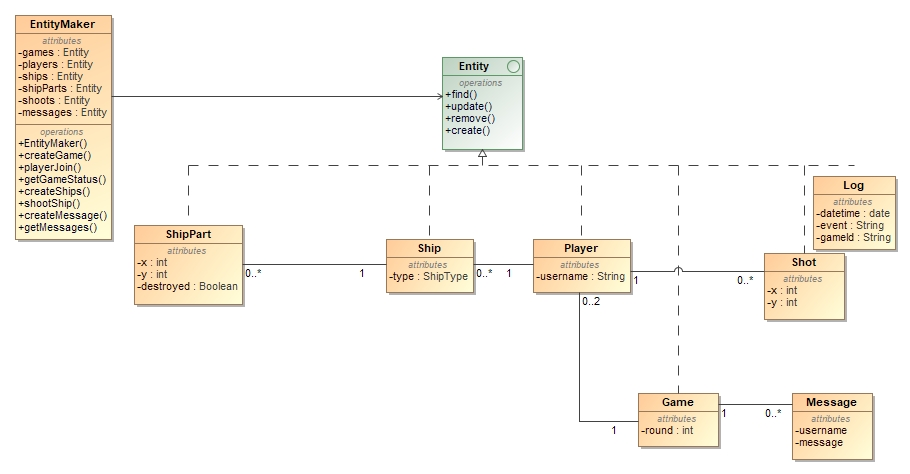 EntityMaker
attributes
-games : Entity
-players : Entity
-ships : Entity
-shipParts : Entity
-shoots : Entity
-messages : Entity
operations
+EntityMaker()
+createGame()
+playerJoin()
+getGameStatus()
+createShips()
+shootShip()
+createMessage()
+getMessages()
Entity
operations
+find()
+update()
+remove()
+create()
Log
attributes
-datetime : date
-event : String
-gameId : String
ShipPart
attributes
-x : int
-y : int
-destroyed : Boolean
0..*
1
Ship
attributes
-type : ShipType
0..*
1
Player
attributes
-username : String
1
0..*
0..2
Shot
attributes
-x : int
-y : int
1
Game
attributes
-round : int
1
0..*
Message
attributes
-username
-message